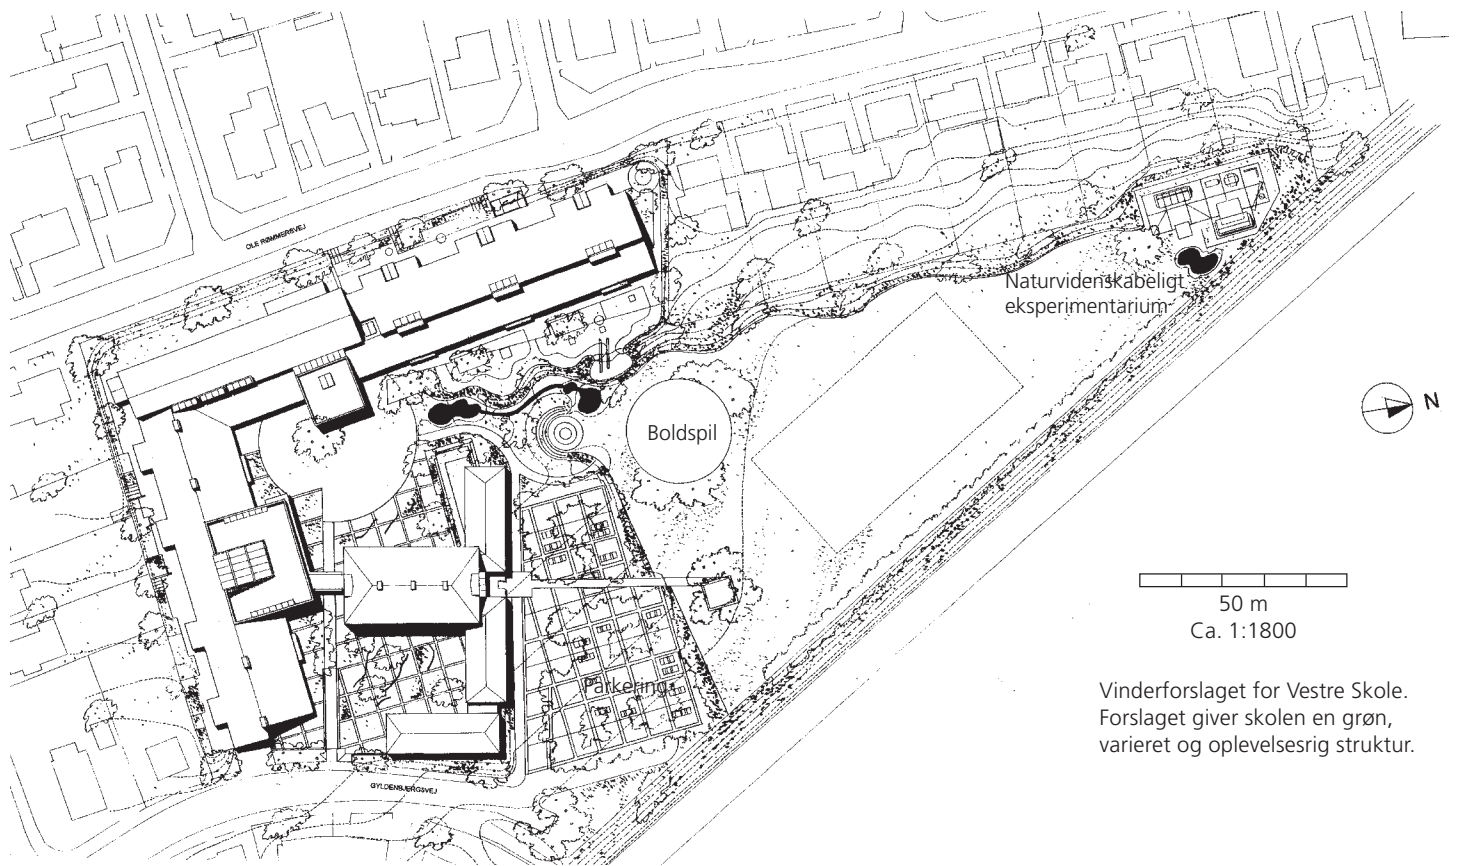 OLE RØMMERSVEJ
Naturvidenskabeligt
eksperimentarium
Boldspil
N
50 m
Ca. 1:1800
Parkering
Vinderforslaget for Vestre Skole.
Forslaget giver skolen en grøn,
varieret og oplevelsesrig struktur.
GYLDENBJERGSVEJ